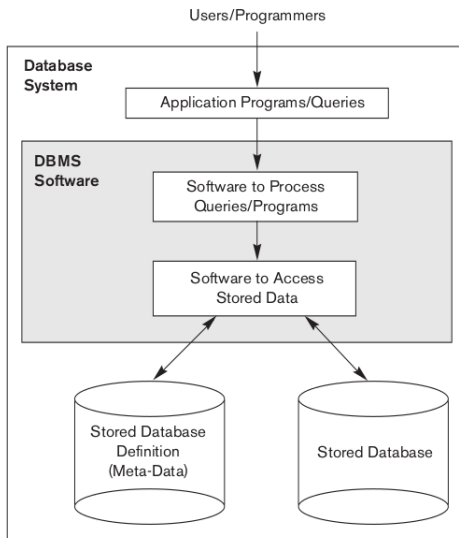 Users/Programmers
Database
System
Application Programs/Queries
DBMS
Software
Software to Process
Queries/Programs
Software to Access
Stored Data
Stored Database
Definition
(Meta-Data)
Stored Database